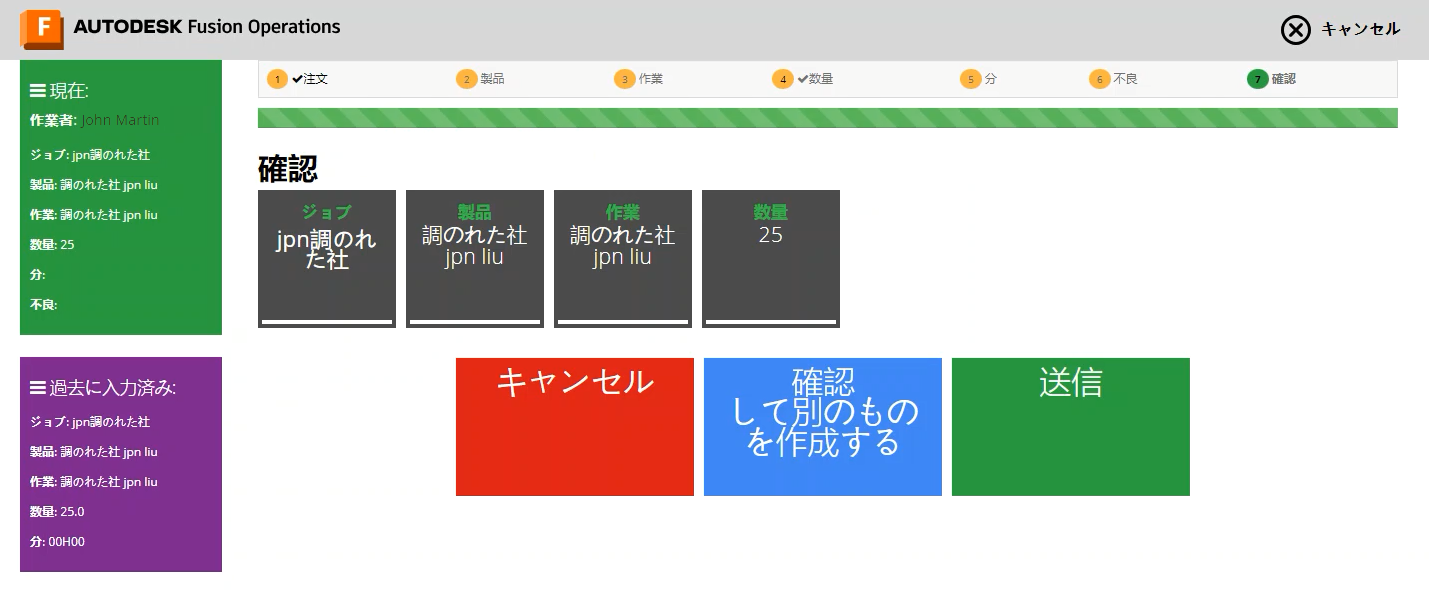 F AUTODESK Fusion Operations
キャンセル
現在:
作業者: John Martin
ジョブ: jpn調のれた社
製品: 調のれた社 jpn liu
作業: 調のれた社 jpn liu
数量: 25
分:
不良:
過去に入力済み:
ジョブ: jpn調のれた社
製品: 調のれた社 jpn liu
作業: 調のれた社 jpn liu
数量: 25.0
分: 00H00
1 ✔注文
2 製品
3 作業
4 ✔数量
5 分
6 不良
7 確認
確認
ジョブ
jpn調のれ
た社
製品
調のれた社
jpn liu
作業
調のれた社
jpn liu
数量
25
キャンセル
確認
して別のもの
を作成する
送信